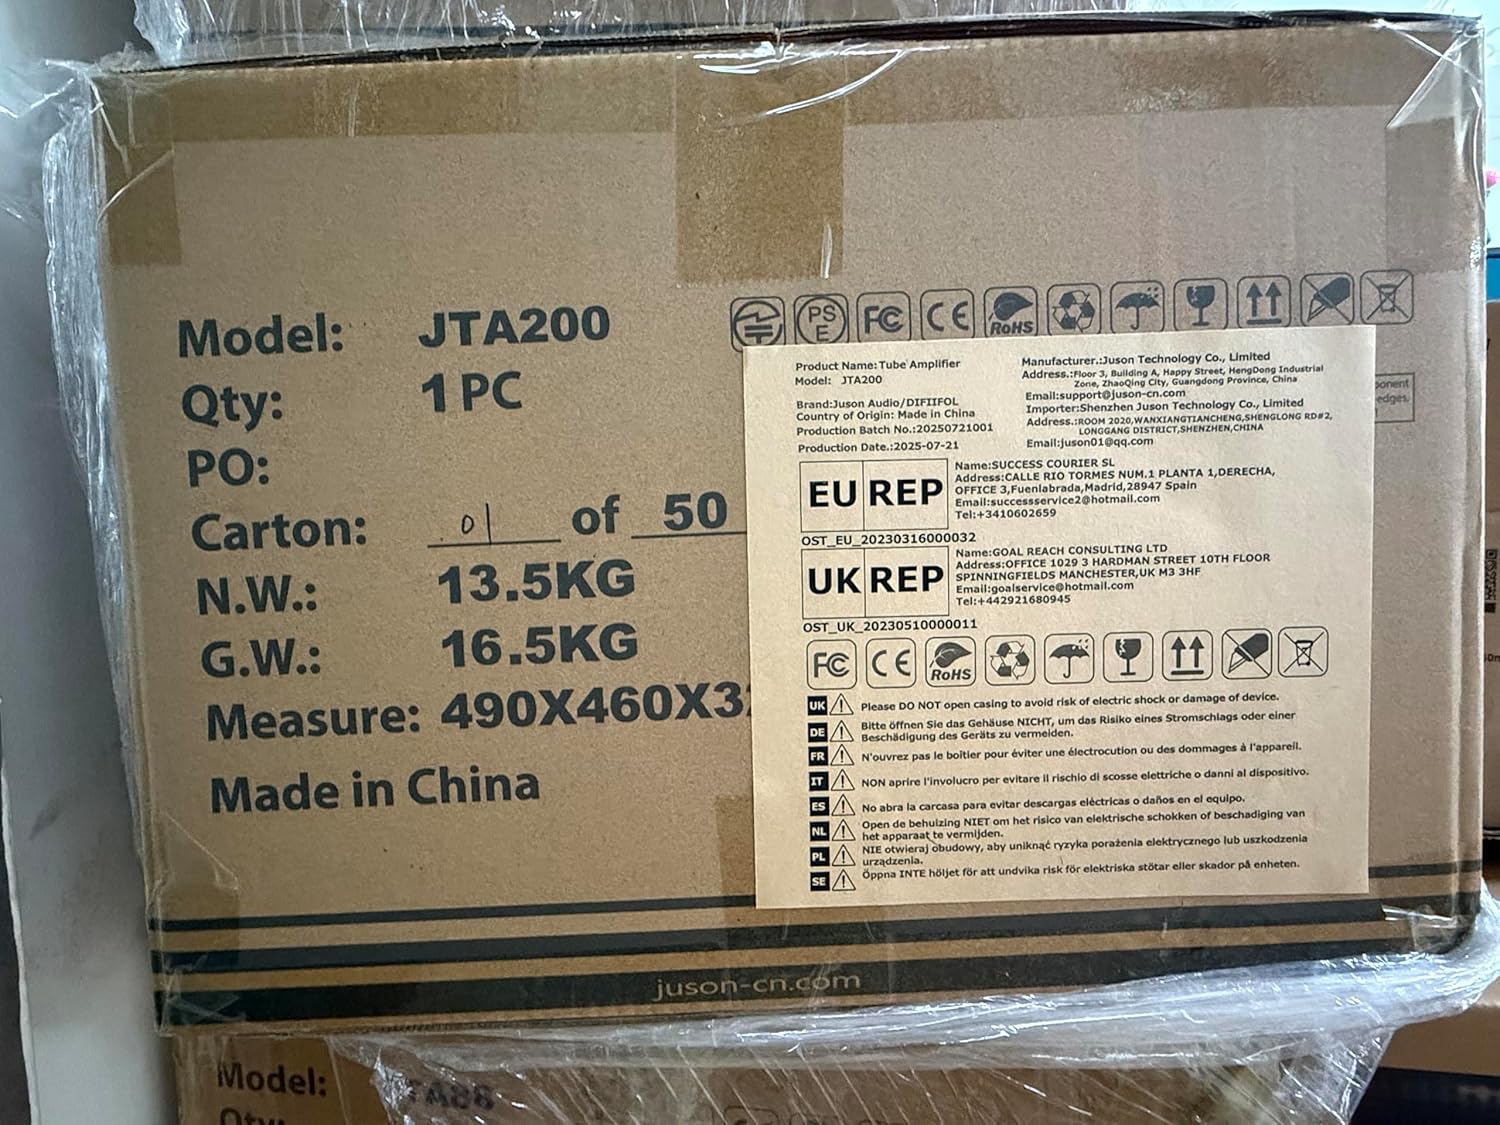 Model: JTA200
Qty: 1 PC
PO:
Carton: 01 of 50
N.W.: 13.5KG
G.W.: 16.5KG
Measure: 490X460X3
Made in China
PS
E
FC
CE
RoHS
Product Name:Tube Amplifier
Model: JTA200
Brand:Juson Audio/DIFIIFOL
Country of Origin: Made in China
Production Batch No.:20250721001
Production Date.:2025-07-21
Manufacturer.:Juson Technology Co., Limited
Address.:Floor 3, Building A, Happy Street, HengDong Industrial
Zone, ZhaoQing City, Guangdong Province, China
Email:support@juson-cn.com
Importer:Shenzhen Juson Technology Co., Limited
Address.:ROOM 2020,WANXIANGTIANCHENG,SHENGLONG RD#2,
LONGGANG DISTRICT,SHENZHEN,CHINA
Email:juson01@qq.com
EU REP
Name:SUCCESS COURIER SL
Address:CALLE RIO TORMES NUM.1 PLANTA 1,DERECHA,
OFFICE 3,Fuenlabrada,Madrid,28947 Spain
Email:successservice2@hotmail.com
Tel:+3410602659
OST_EU_20230316000032
UK REP
Name:GOAL REACH CONSULTING LTD
Address:OFFICE 1029 3 HARDMAN STREET 10TH FLOOR
SPINNINGFIELDS MANCHESTER,UK M3 3HF
Email:goalservice@hotmail.com
Tel:+442921680945
OST_UK_20230510000011
FC
CE
RoHS
UK Please DO NOT open casing to avoid risk of electric shock or damage of device.
DE Bitte öffnen Sie das Gehäuse NICHT, um das Risiko eines Stromschlags oder einer
Beschädigung des Geräts zu vermeiden.
FR N'ouvrez pas le boîtier pour éviter une électrocution ou des dommages à l'appareil.
IT NON aprire l'involucro per evitare il rischio di scosse elettriche o danni al dispositivo.
ES No abra la carcasa para evitar descargas eléctricas o daños en el equipo.
NL Open de behuizing NIET om het risico van elektrische schokken of beschadiging van
het apparaat te vermijden.
PL NIE otwieraj obudowy, aby uniknąć ryzyka porażenia elektrycznego lub uszkodzenia
urządzenia.
SE Öppna INTE höljet för att undvika risk för elektriska stötar eller skador på enheten.
edges,
juson-cn.com
Model:
Qty: